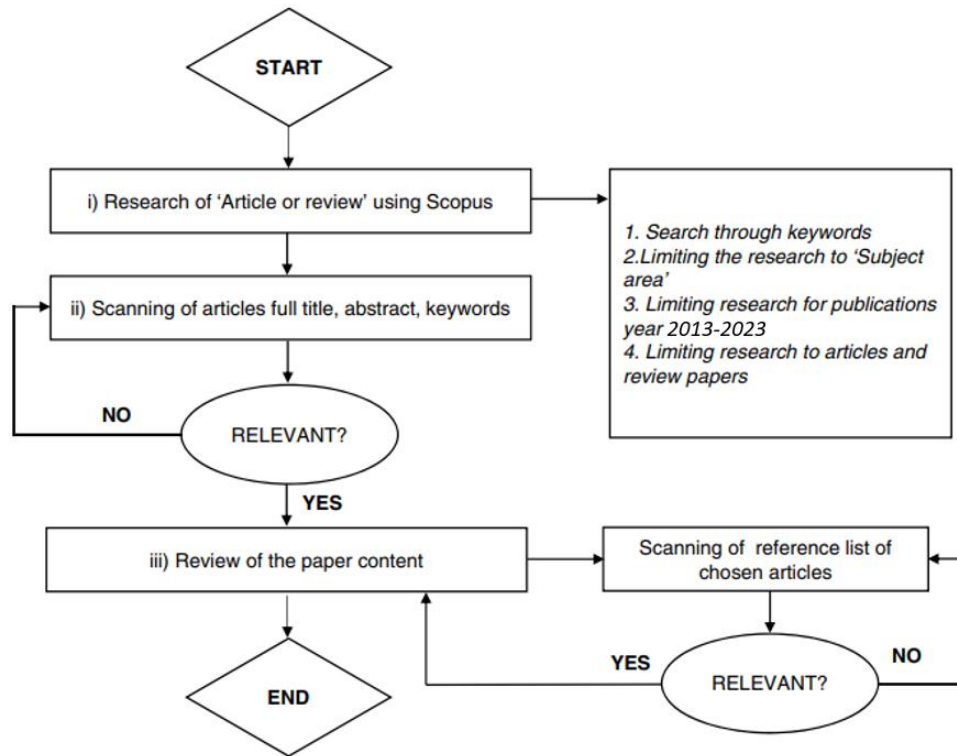 START
i) Research of 'Article or review' using Scopus
1. Search through keywords
2.Limiting the research to 'Subject
area'
3. Limiting research for publications
year 2013-2023
4. Limiting research to articles and
review papers
ii) Scanning of articles full title, abstract, keywords
NO
RELEVANT?
YES
iii) Review of the paper content
Scanning of reference list of
chosen articles
YES
NO
RELEVANT?
END